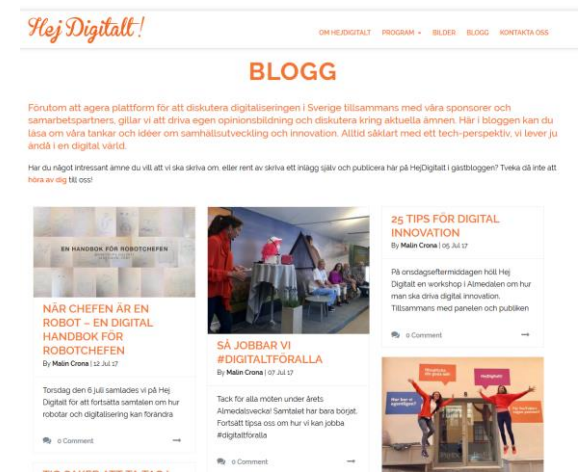 Hej Digitalt!
OM HEJDIGITALT PROGRAM BILDER BLOGG KONTAKTA OSS
BLOGG
Förutom att agera plattform för att diskutera digitaliseringen i Sverige tillsammans med våra sponsorer och
samarbetspartners, gillar vi att driva egen opinionsbildning och diskutera kring aktuella ämnen. Här i bloggen kan du
läsa om våra tankar och idéer om samhällsutveckling och innovation. Alltid såklart med ett tech-perspektiv, vi lever ju
ändå i en digital värld.
Har du något intressant ämne du vill att vi ska skriva om, eller rent av skriva ett inlägg själv och publicera här på HejDigitalt i gästbloggen? Tveka då inte att
höra av dig till oss!
EN HANDBOK FÖR ROBOTCHEFEN
NÄR CHEFEN ÄR EN
ROBOT – EN DIGITAL
HANDBOK FÖR
ROBOTCHEFEN
By Malin Crona | 12 Jul 17
Torsdag den 6 juli samlades vi på Hej
Digitalt för att fortsätta samtalen om hur
robotar och digitalisering kan förändra
0 Comment
SÅ JOBBAR VI
#DIGITALTFÖRALLA
By Malin Crona | 07 Jul 17
Tack för alla möten under årets
Almedalsvecka! Samtalet har bara börjat.
Fortsätt tipsa oss om hur vi kan jobba
#digitaltföralla
0 Comment
25 TIPS FÖR DIGITAL
INNOVATION
By Malin Crona | 05 Jul 17
På onsdagseftermiddagen höll Hej
Digitalt en workshop i Almedalen om hur
man ska driva digital innovation.
Tillsammans med panelen och publiken
0 Comment